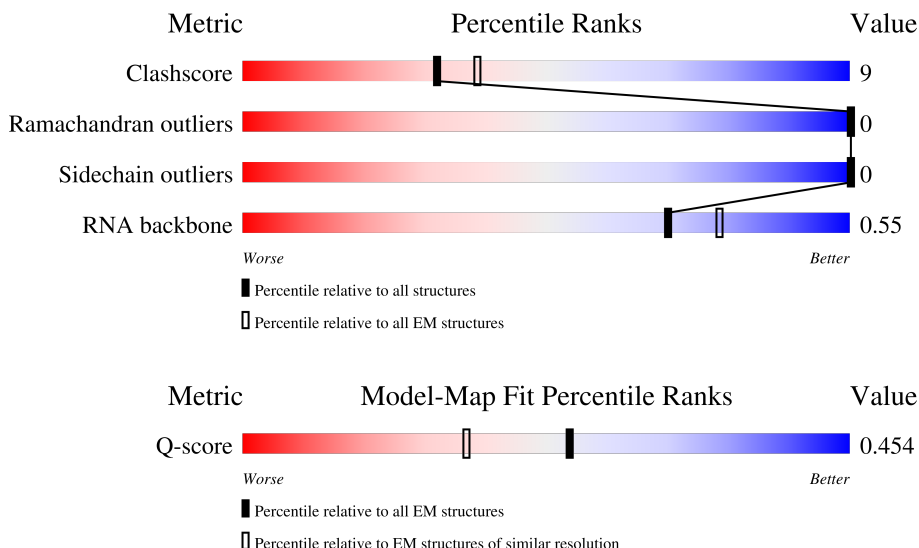 Metric Percentile Ranks Value
Clashscore 9
Ramachandran outliers 0
Sidechain outliers 0
RNA backbone 0.55
Worse Better
Percentile relative to all structures
Percentile relative to all EM structures
Metric Model-Map Fit Percentile Ranks Value
Q-score 0.454
Worse Better
Percentile relative to all EM structures
Percentile relative to EM structures of similar resolution